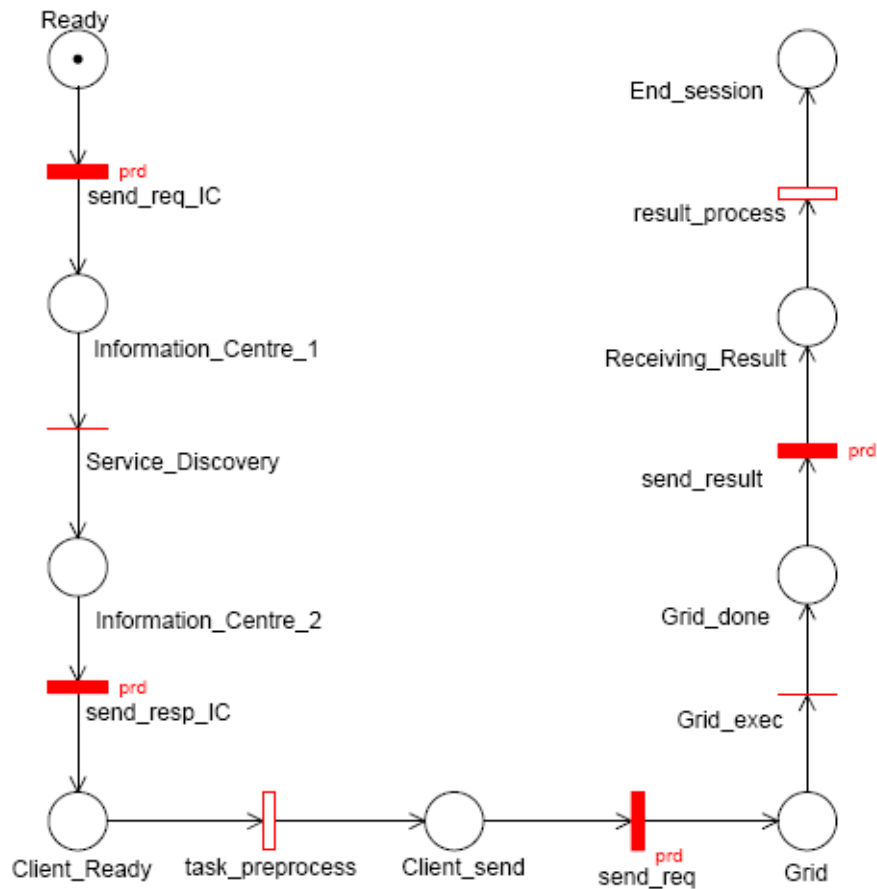 Ready
prd
send_req_IC
Information_Centre_1
Service_Discovery
Information_Centre_2
prd
send_resp_IC
Client_Ready
task_preprocess
Client_send
prd
send_req
Grid
Grid_exec
Grid_done
prd
send_result
Receiving_Result
result_process
End_session